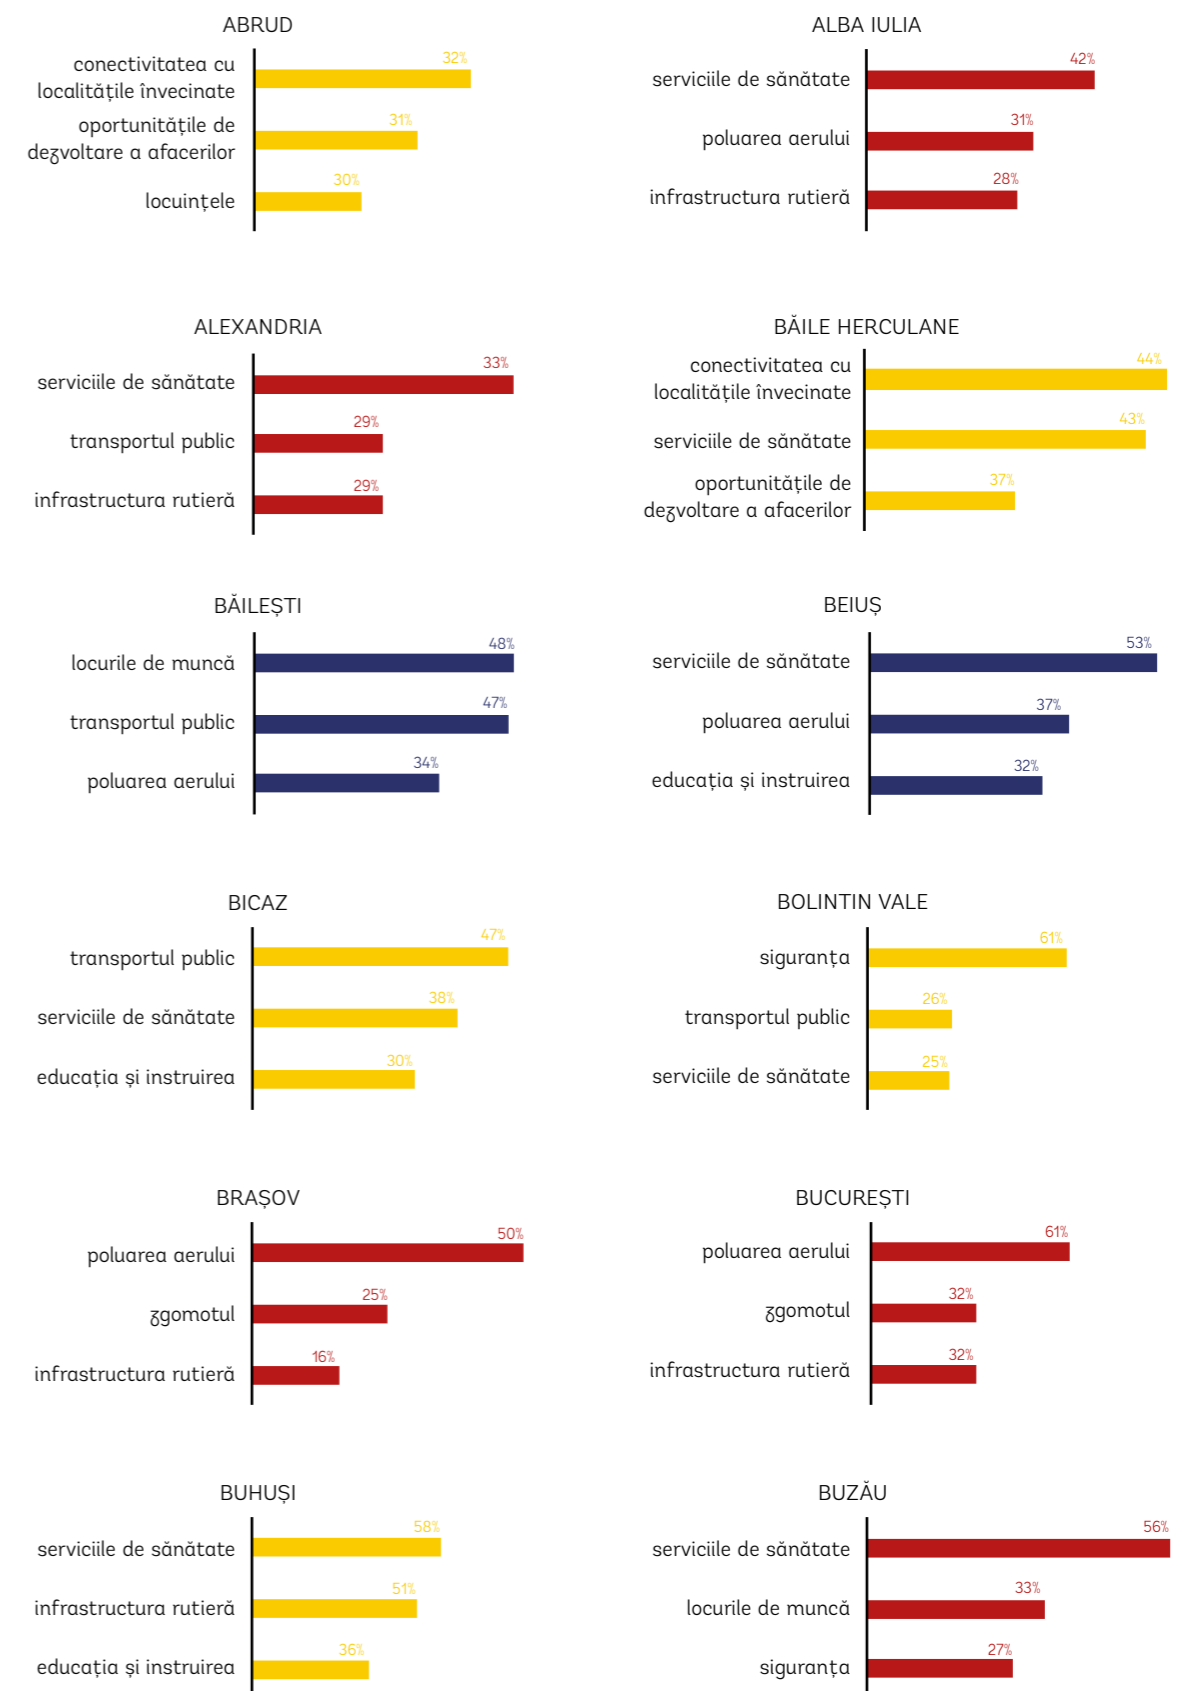 ABRUD
32%
conectivitatea cu
localitățile învecinate
31%
oportunitățile de
dezvoltare a afacerilor
30%
locuințele
ALBA IULIA
42%
serviciile de sănătate
31%
poluarea aerului
28%
infrastructura rutieră
ALEXANDRIA
33%
serviciile de sănătate
29%
transportul public
29%
infrastructura rutieră
BĂILE HERCULANE
44%
conectivitatea cu
localitățile învecinate
43%
serviciile de sănătate
37%
oportunitățile de
dezvoltare a afacerilor
BĂILEȘTI
48%
locurile de muncă
47%
transportul public
34%
poluarea aerului
BEIUȘ
53%
serviciile de sănătate
37%
poluarea aerului
32%
educația și instruirea
BICAZ
47%
transportul public
38%
serviciile de sănătate
30%
educația și instruirea
BOLINTIN VALE
61%
siguranța
26%
transportul public
25%
serviciile de sănătate
BRAȘOV
50%
poluarea aerului
25%
zgomotul
16%
infrastructura rutieră
BUCUREȘTI
61%
poluarea aerului
32%
zgomotul
32%
infrastructura rutieră
BUHUȘI
58%
serviciile de sănătate
51%
infrastructura rutieră
36%
educația și instruirea
BUZĂU
56%
serviciile de sănătate
33%
locurile de muncă
27%
siguranța